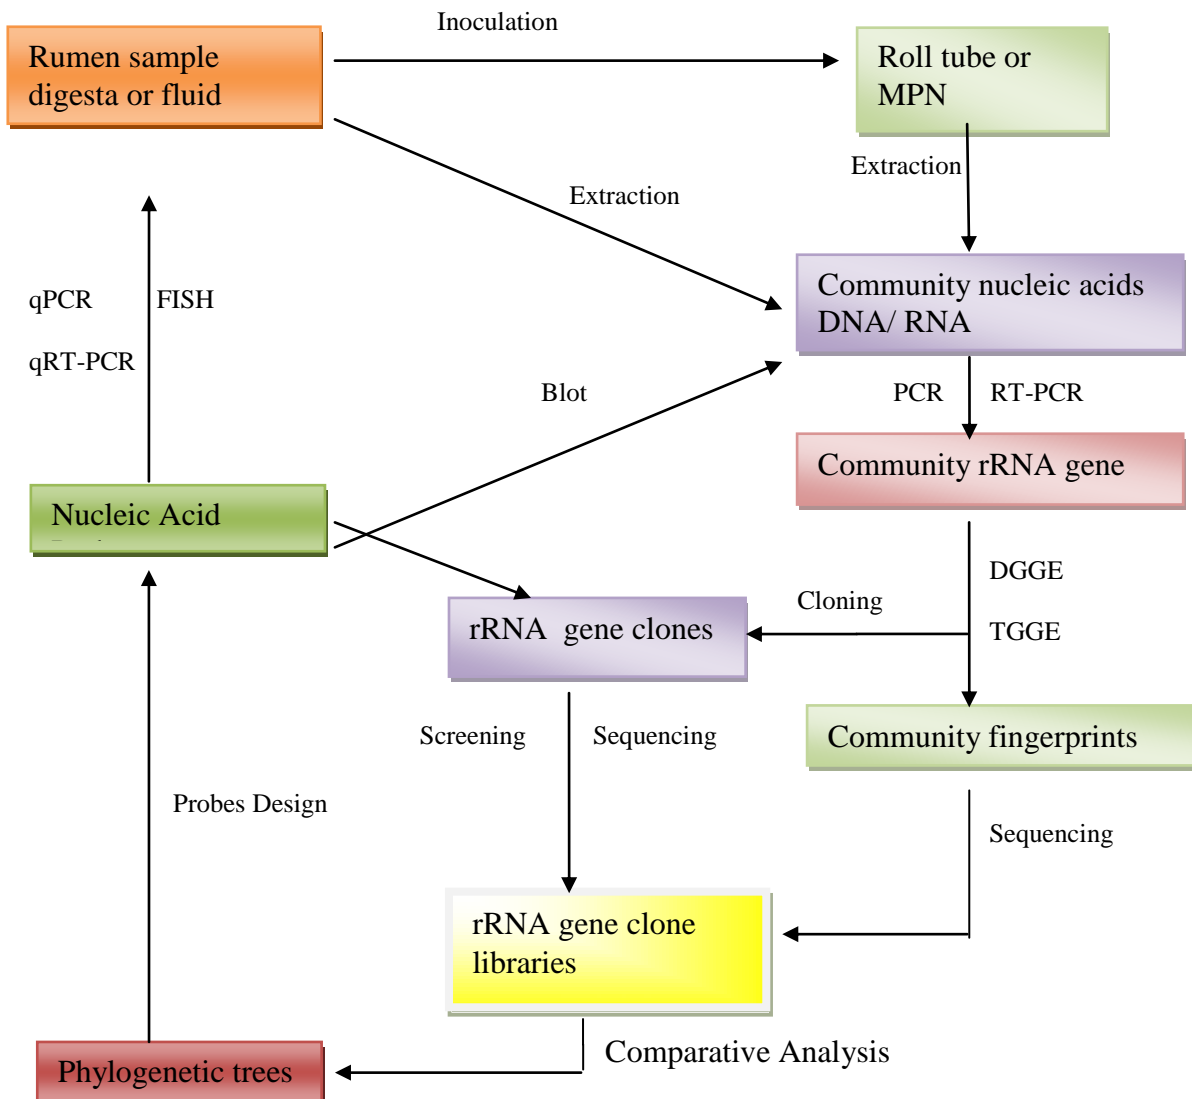 Inoculation
Rumen sample
digesta or fluid
Roll tube or
MPN
Extraction
Extraction
Community nucleic acids
DNA/ RNA
qPCR
FISH
qRT-PCR
Blot
PCR
RT-PCR
Community rRNA gene
Nucleic Acid
DGGE
Cloning
TGGE
rRNA gene clones
Screening
Sequencing
Community fingerprints
Probes Design
Sequencing
rRNA gene clone
libraries
Comparative Analysis
Phylogenetic trees